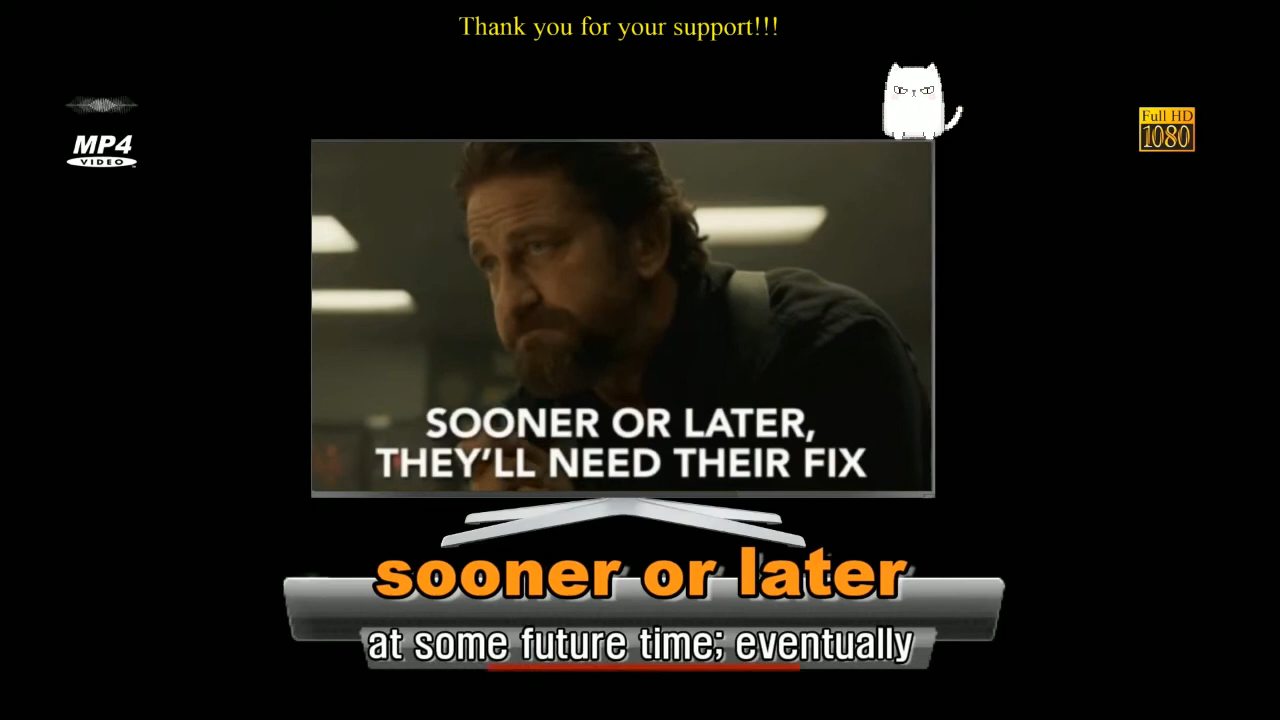 Thank you for your support!!!
MP4
VIDEO
Full HD
1080
SOONER OR LATER,
THEY'LL NEED THEIR FIX
sooner or later
at some future time; eventually